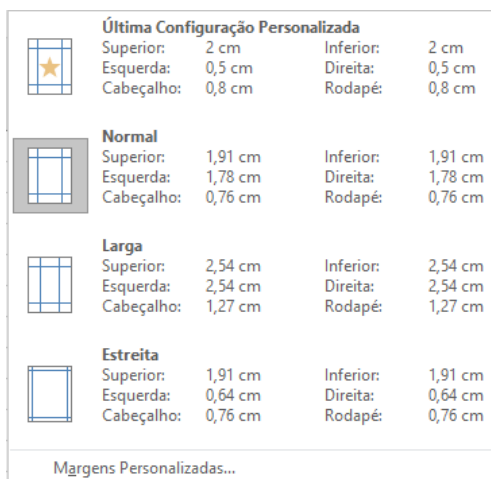 Última Configuração Personalizada
Superior: 2 cm Inferior: 2 cm
Esquerda: 0,5 cm Direita: 0,5 cm
Cabeçalho: 0,8 cm Rodapé: 0,8 cm
Normal
Superior: 1,91 cm Inferior: 1,91 cm
Esquerda: 1,78 cm Direita: 1,78 cm
Cabeçalho: 0,76 cm Rodapé: 0,76 cm
Larga
Superior: 2,54 cm Inferior: 2,54 cm
Esquerda: 2,54 cm Direita: 2,54 cm
Cabeçalho: 1,27 cm Rodapé: 1,27 cm
Estreita
Superior: 1,91 cm Inferior: 1,91 cm
Esquerda: 0,64 cm Direita: 0,64 cm
Cabeçalho: 0,76 cm Rodapé: 0,76 cm
Margens Personalizadas...